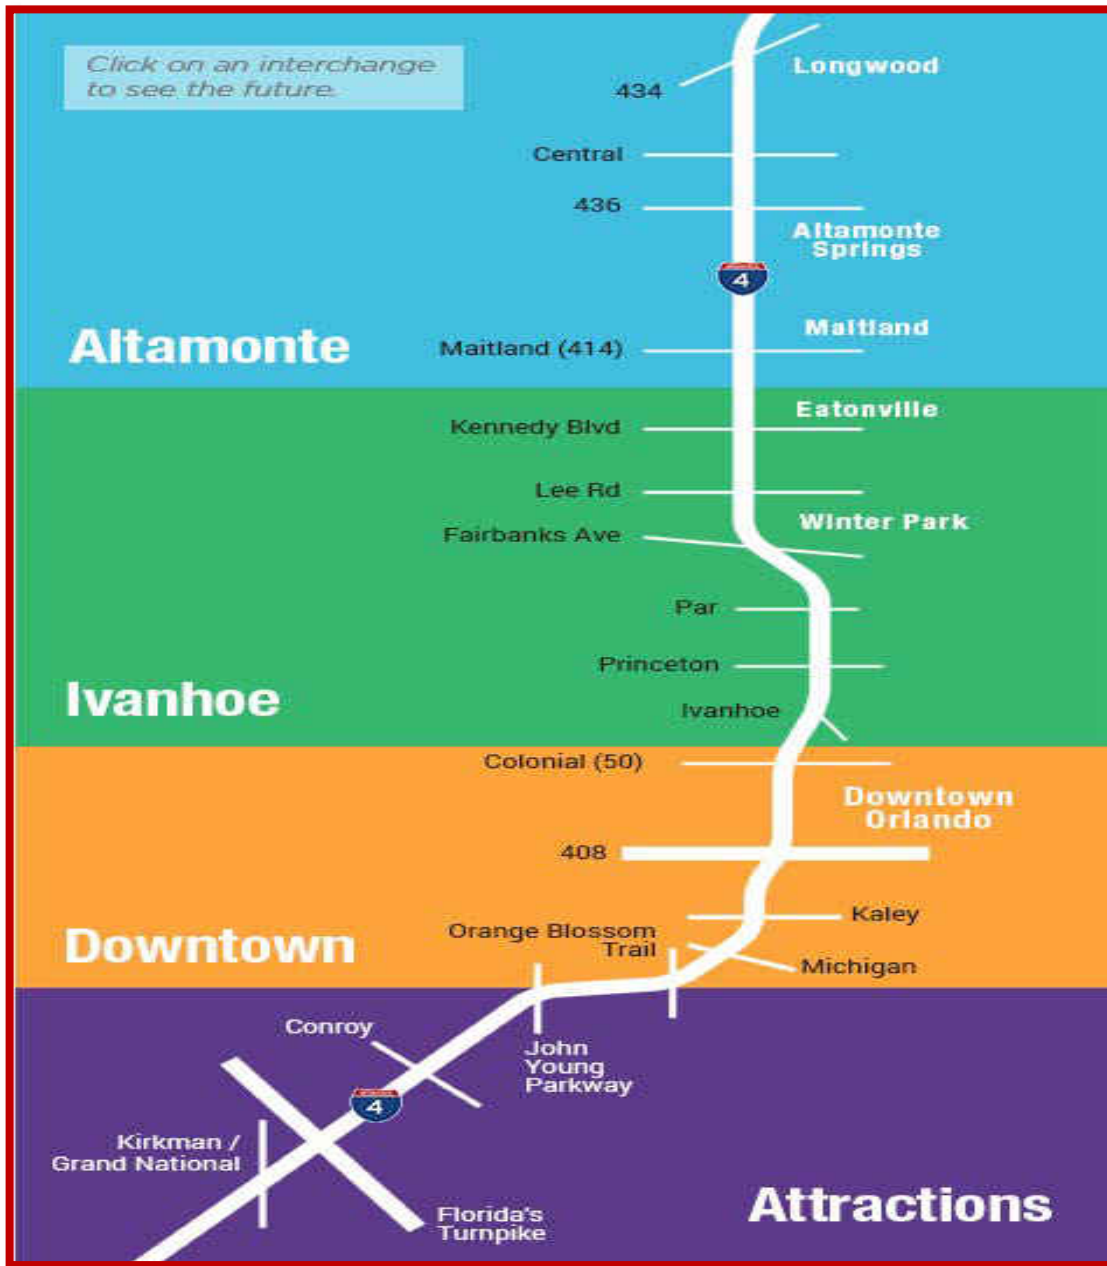 Click on an interchange
to see the future.
Longwood
434
Central
436
Altamonte
Springs
4
Maitland
Altamonte
Maitland (414)
Eatonville
Kennedy Blvd
Lee Rd
Winter Park
Fairbanks Ave
Par
Princeton
Ivanhoe
Ivanhoe
Colonial (50)
Downtown
Orlando
408
Kaley
Orange Blossom
Trail
Downtown
Michigan
Conroy
John
Young
Parkway
4
Kirkman /
Grand National
Florida's
Turnpike
Attractions